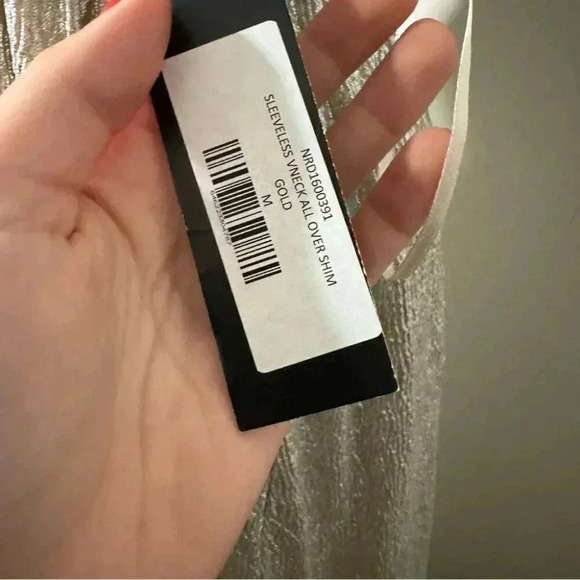 NRD1600391
SLEEVELESS VNECK ALL OVER SHIM
GOLD
M